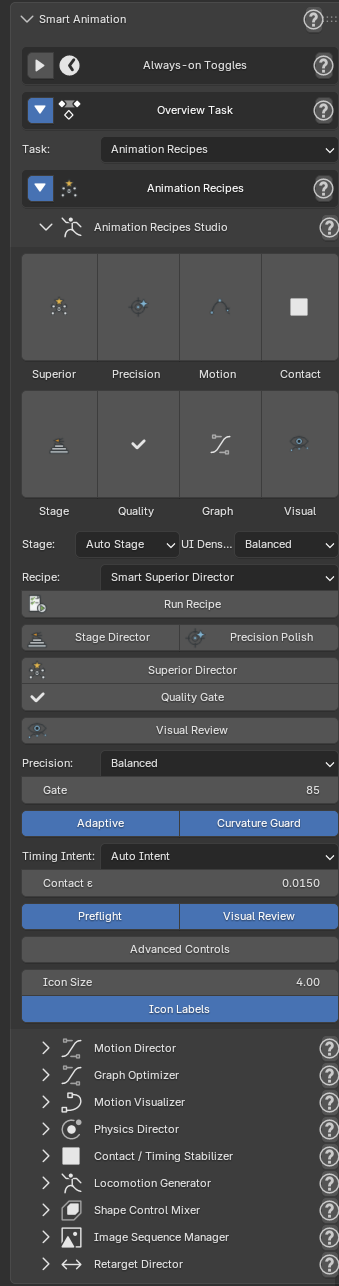 Smart Animation
Always-on Toggles
Overview Task
Task: Animation Recipes
Animation Recipes
Animation Recipes Studio
Superior Precision Motion Contact
Stage Quality Graph Visual
Stage: Auto Stage UI Dens... Balanced
Recipe: Smart Superior Director
Run Recipe
Stage Director Precision Polish
Superior Director
Quality Gate
Visual Review
Precision: Balanced
Gate 85
Adaptive Curvature Guard
Timing Intent: Auto Intent
Contact ε 0.0150
Preflight Visual Review
Advanced Controls
Icon Size 4.00
Icon Labels
Motion Director
Graph Optimizer
Motion Visualizer
Physics Director
Contact / Timing Stabilizer
Locomotion Generator
Shape Control Mixer
Image Sequence Manager
Retarget Director